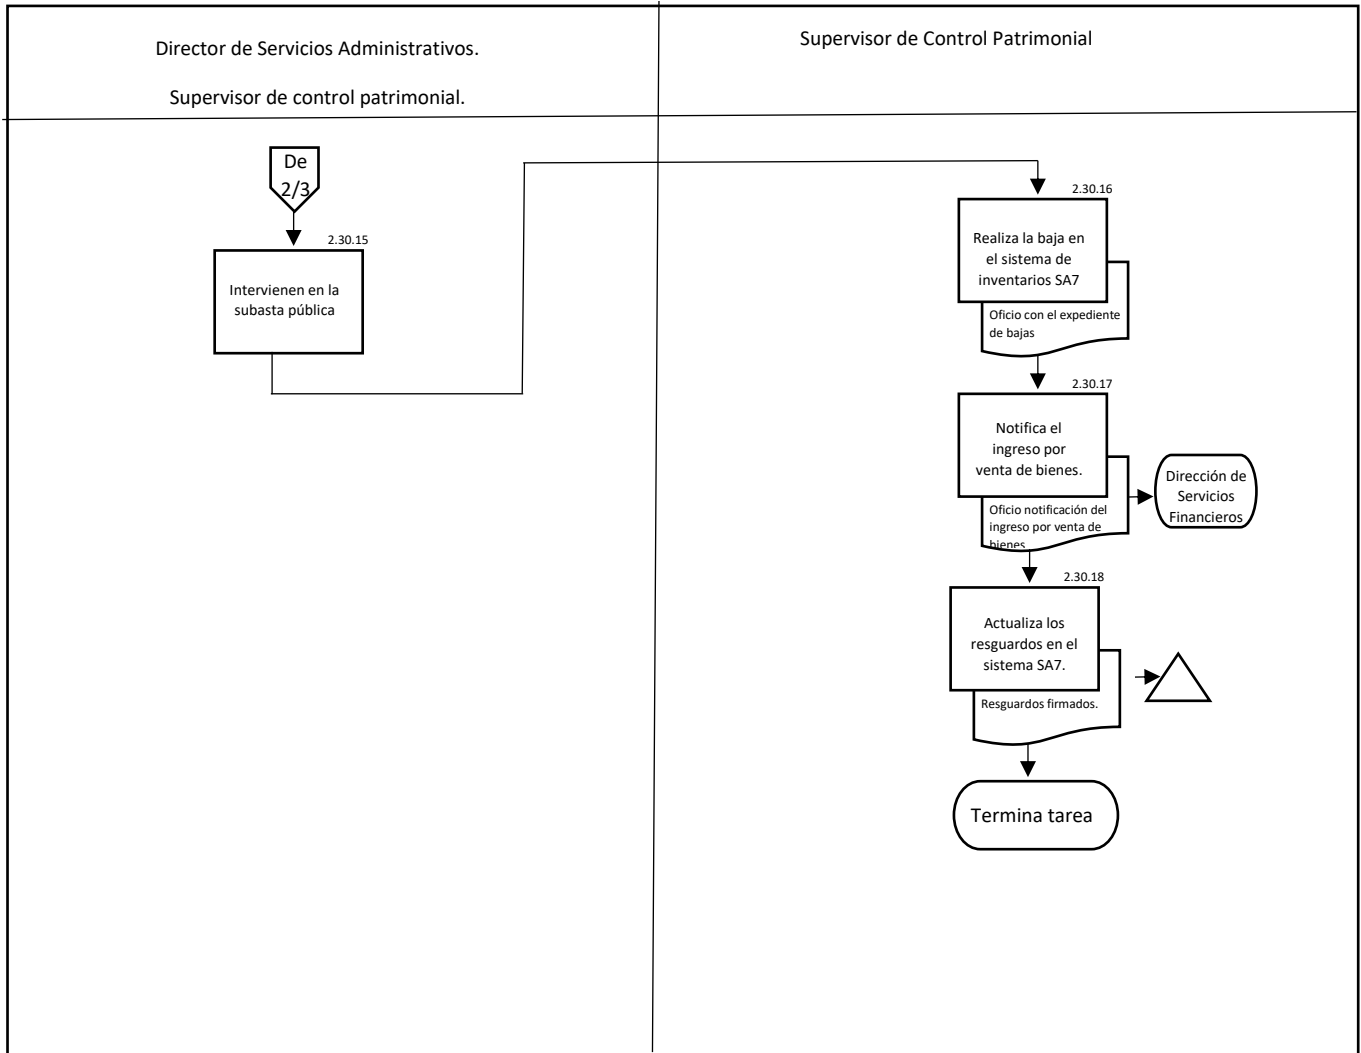 Director de Servicios Administrativos.
Supervisor de control patrimonial.
Supervisor de Control Patrimonial
De
2/3
2.30.15
Intervienen en la
subasta pública
2.30.16
Realiza la baja en
el sistema de
inventarios SA7
Oficio con el expediente
de bajas
2.30.17
Notifica el
ingreso por
venta de bienes.
Oficio notificación del
ingreso por venta de
bienes
Dirección de
Servicios
Financieros
2.30.18
Actualiza los
resguardos en el
sistema SA7.
Resguardos firmados.
Termina tarea